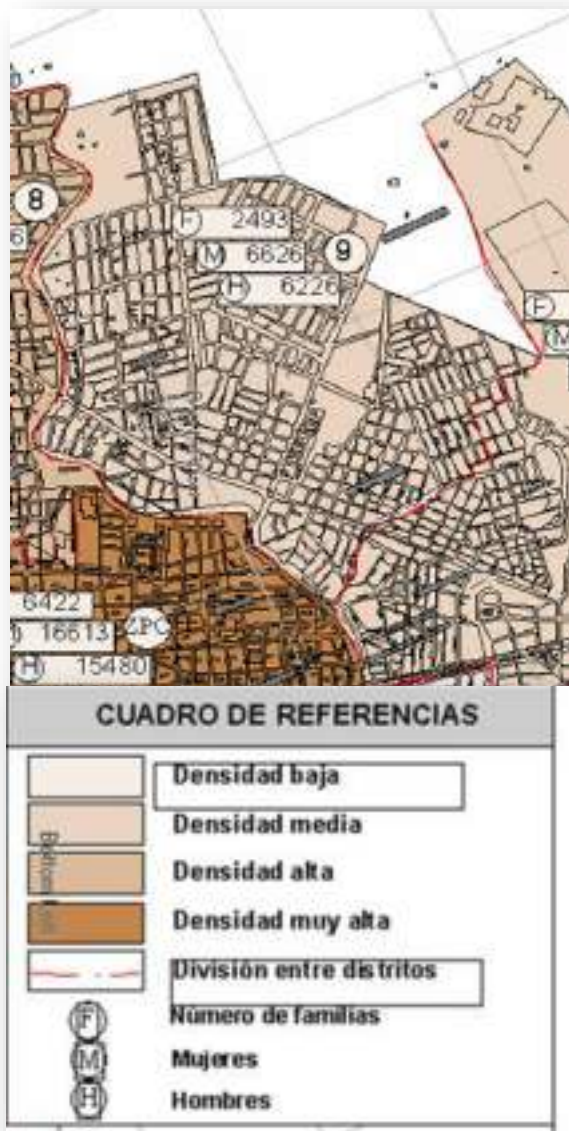 8
6
F 2493
M 6626
H 6226
9
F
M
6422
16613
H 15480
ZPC
CUADRO DE REFERENCIAS
Densidad baja
Densidad media
Densidad alta
Densidad muy alta
División entre distritos
F Número de familias
M Mujeres
H Hombres